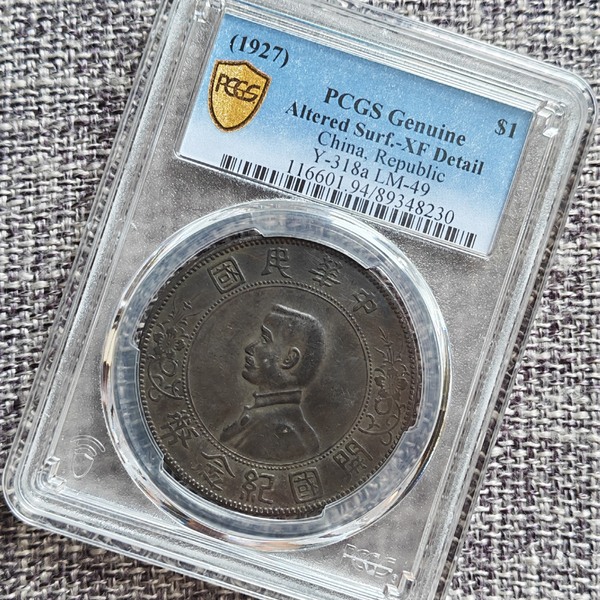 (1927)
PCGS
PCGS Genuine
$1
Altered Surf.-XF Detail
China, Republic
Y-318a LM-49
116601.94/89348230
中華民國
開國紀念幣
PCGS